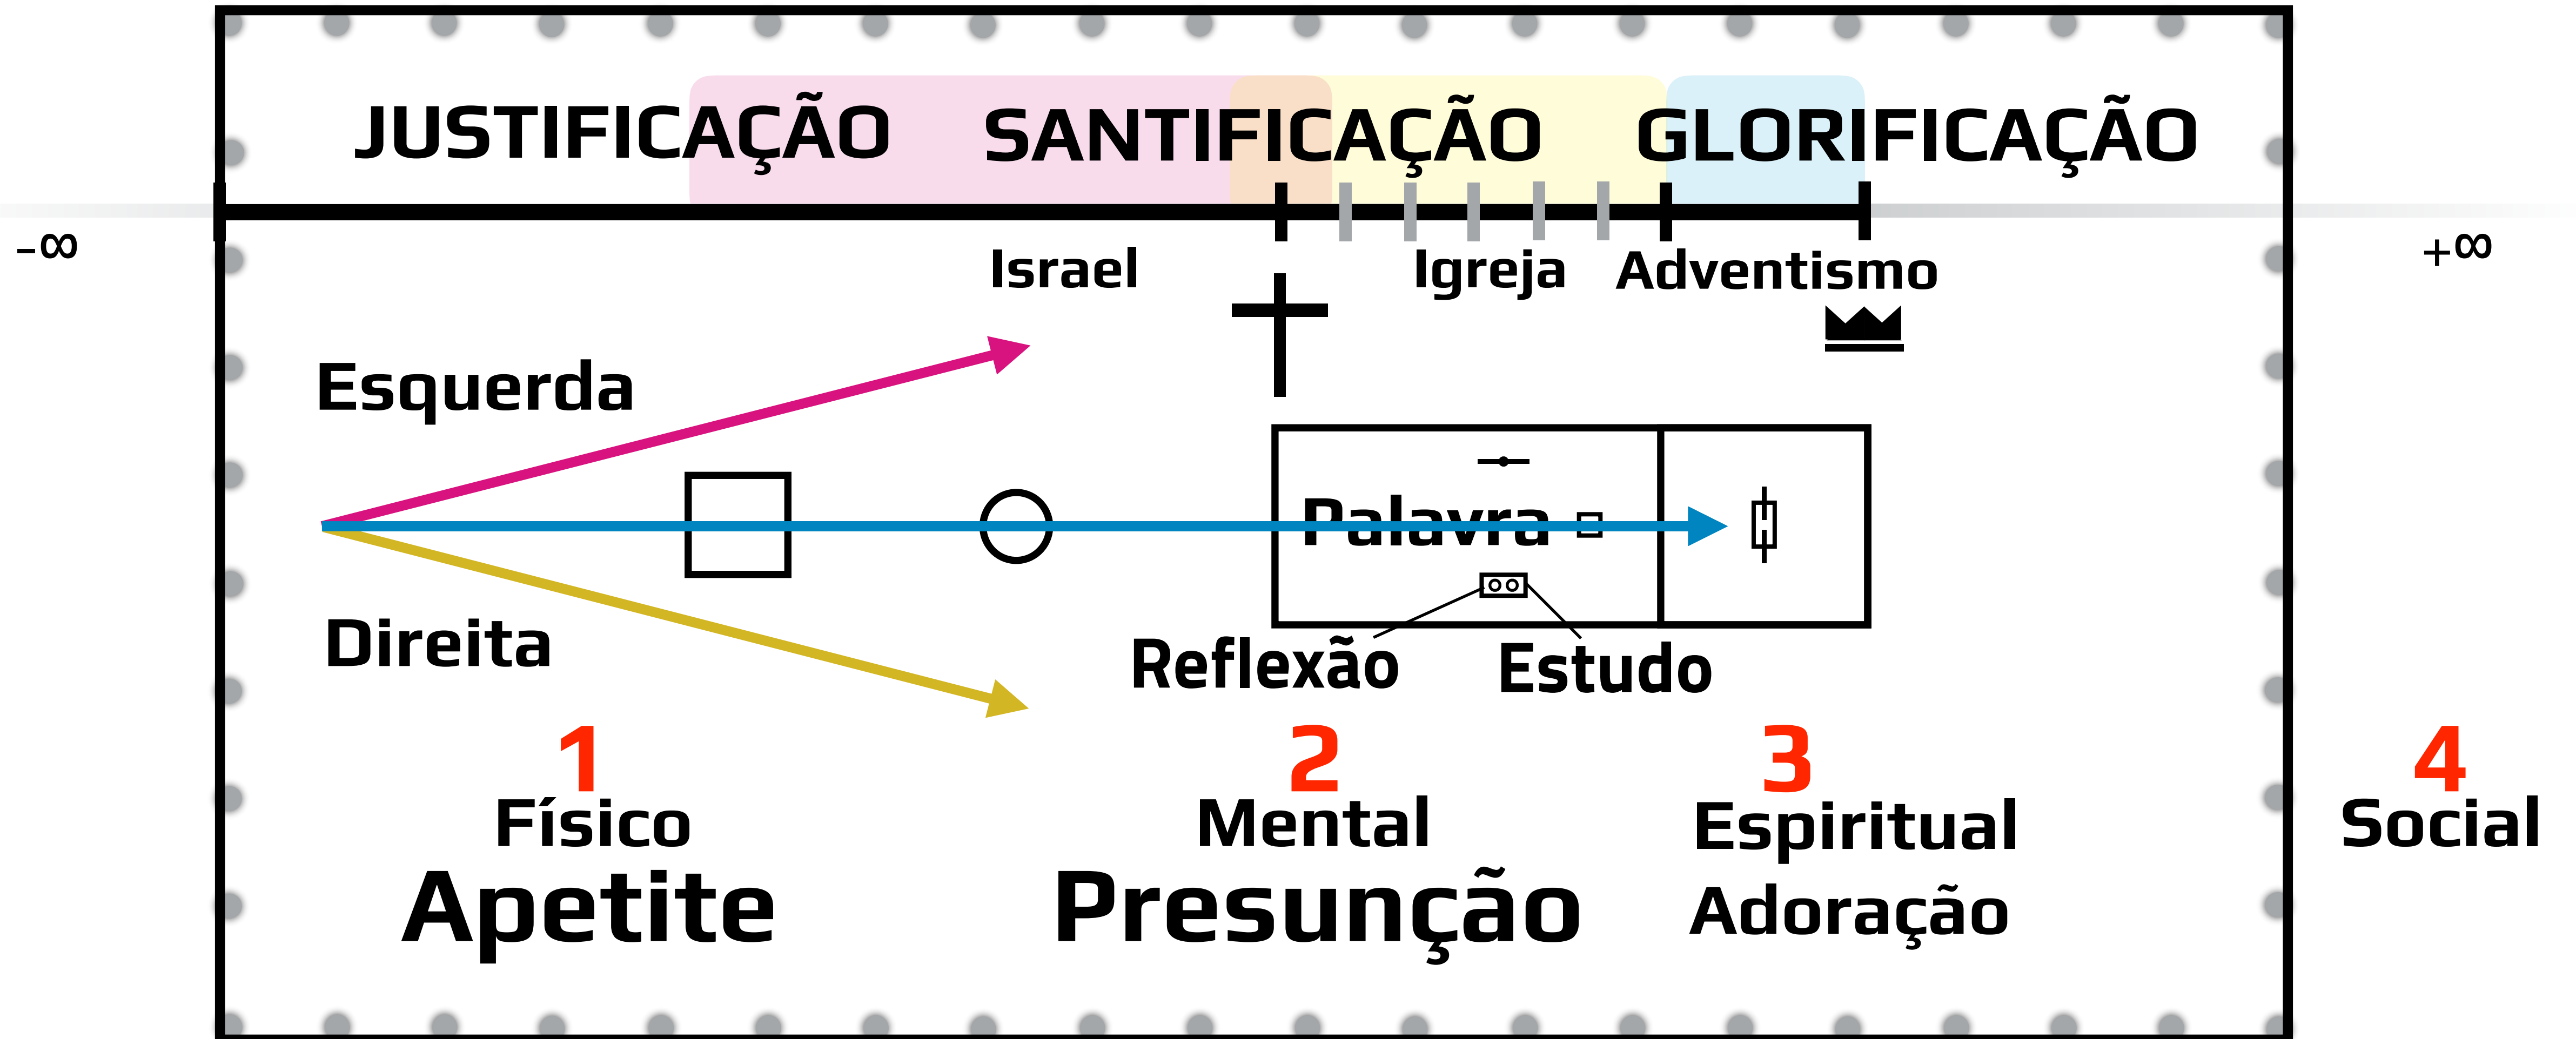 JUSTIFICAÇÃO SANTIFICAÇÃO GLORIFICAÇÃO
-∞ +∞
Israel Igreja Adventismo
Esquerda
Palavra
Direita
Reflexão Estudo
1 2 3 4
Físico Mental Espiritual Social
Apetite Presunção Adoração